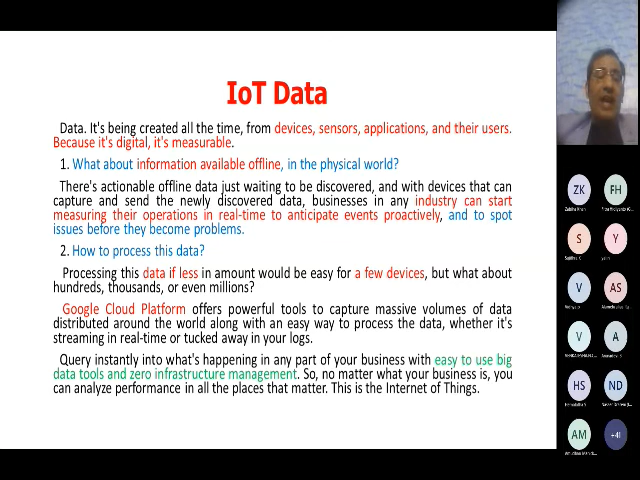 IoT Data
Data. It's being created all the time, from devices, sensors, applications, and their users.
Because it's digital, it's measurable.
1. What about information available offline, in the physical world?
There's actionable offline data just waiting to be discovered, and with devices that can
capture and send the newly discovered data, businesses in any industry can start
measuring their operations in real-time to anticipate events proactively, and to spot
issues before they become problems.
2. How to process this data?
Processing this data if less in amount would be easy for a few devices, but what about
hundreds, thousands, or even millions?
Google Cloud Platform offers powerful tools to capture massive volumes of data
distributed around the world along with an easy way to process the data, whether it's
streaming in real-time or tucked away in your logs.
Query instantly into what's happening in any part of your business with easy to use big
data tools and zero infrastructure management. So, no matter what your business is, you
can analyze performance in all the places that matter. This is the Internet of Things.
ZK
FH
S
Y
V
AS
V
A
HS
ND
AM
+41